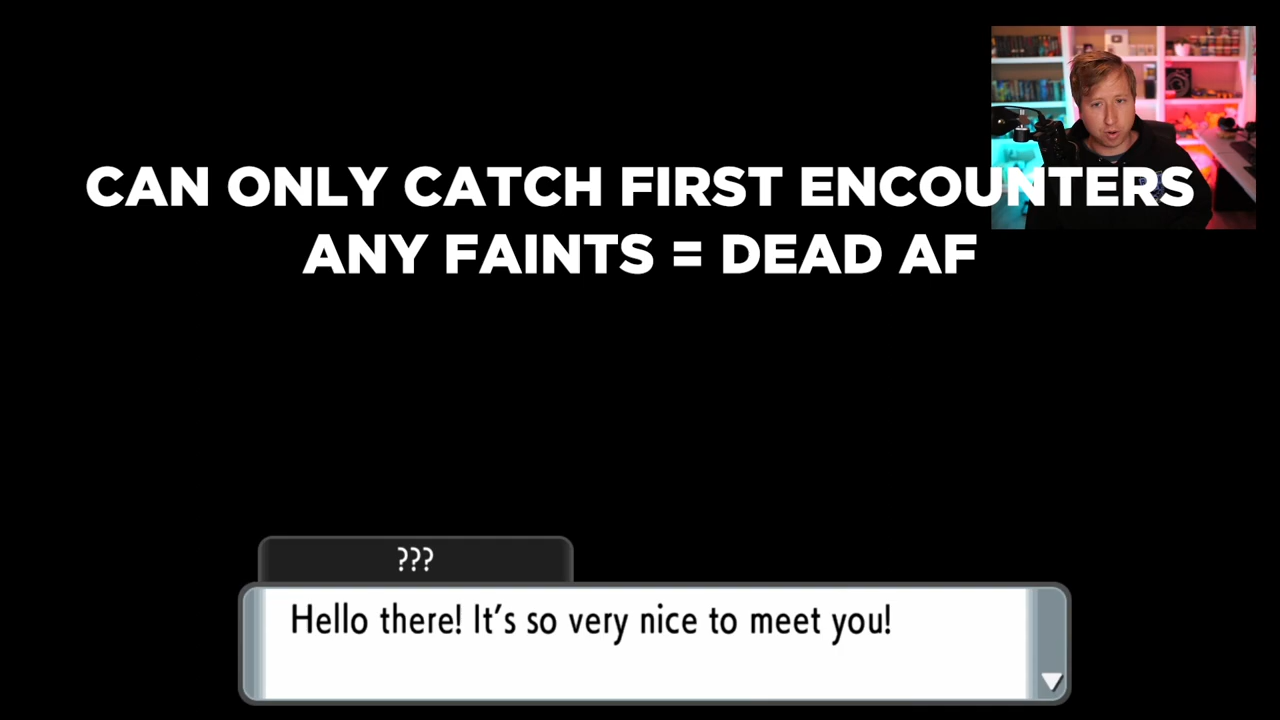 CAN ONLY CATCH FIRST ENCOUNTERS
ANY FAINTS = DEAD AF
???
Hello there! It's so very nice to meet you!